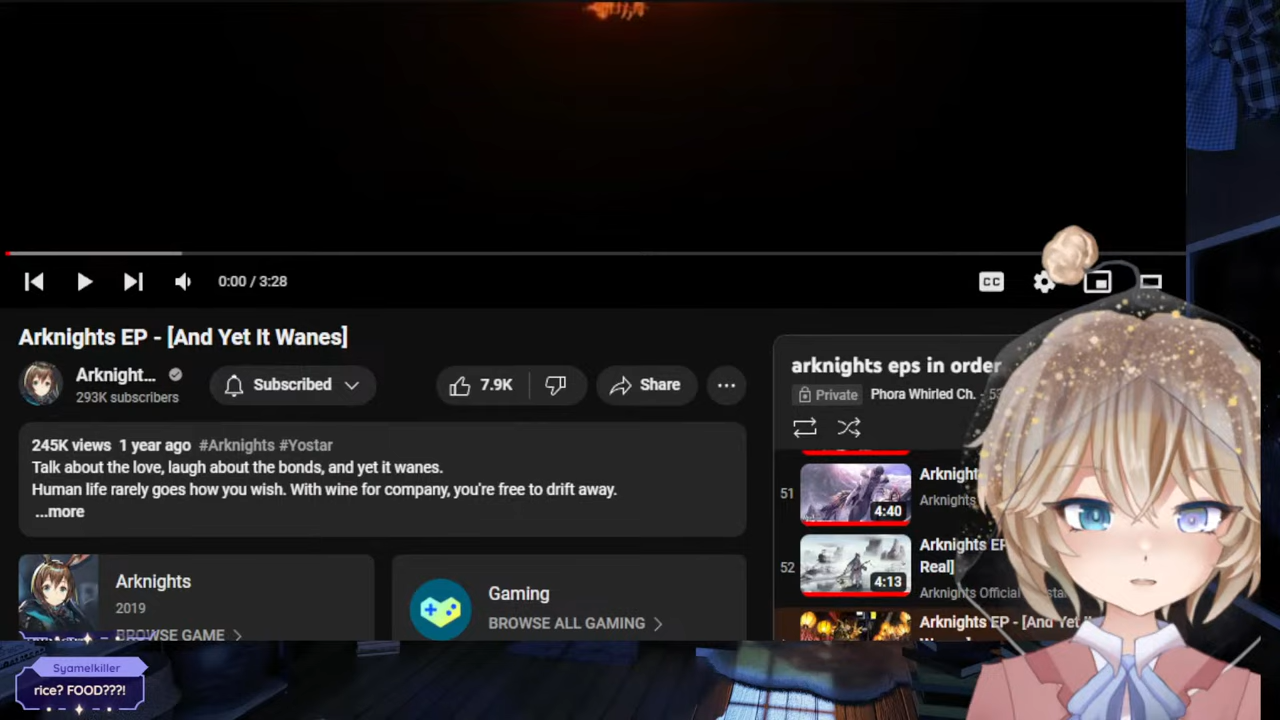 0:00 / 3:28
CC
Arknights EP - [And Yet It Wanes]
Arknight...
293K subscribers
Subscribed
7.9K
Share
245K views 1 year ago #Arknights #Yostar
Talk about the love, laugh about the bonds, and yet it wanes.
Human life rarely goes how you wish. With wine for company, you're free to drift away.
...more
Arknights
2019
BROWSE GAME
Gaming
BROWSE ALL GAMING
arknights eps in order
Private Phora Whirled Ch. -
51
4:40
Arknight
Arknights
52
4:13
Arknights EP
Real]
Arknights Official
Arknights EP - [And Yet It
Syamelkiller
rice? FOOD???!